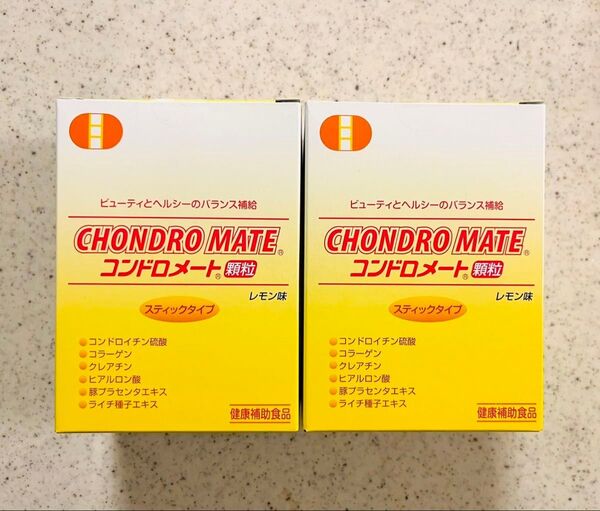 ビューティとヘルシーのバランス補給
CHONDRO MATE®
コンドロメート®顆粒
レモン味
スティックタイプ
コンドロイチン硫酸
コラーゲン
クレアチン
ヒアルロン酸
豚プラセンタエキス
ライチ種子エキス
健康補助食品
ビューティとヘルシーのバランス補給
CHONDRO MATE®
コンドロメート®顆粒
レモン味
スティックタイプ
コンドロイチン硫酸
コラーゲン
クレアチン
ヒアルロン酸
豚プラセンタエキス
ライチ種子エキス
健康補助食品